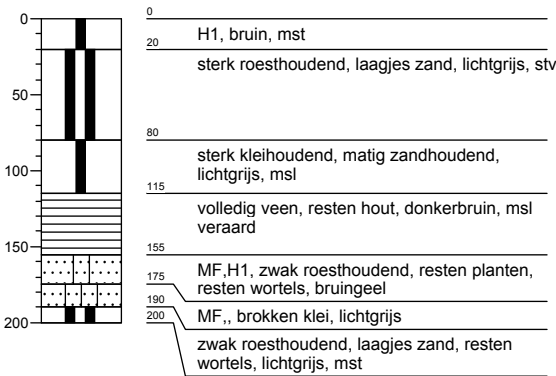 0
50
100
150
200
0
H1, bruin, mst
20
sterk roesthoudend, laagjes zand, lichtgrijs, stv
80
sterk kleihoudend, matig zandhoudend,
lichtgrijs, msl
115
volledig veen, resten hout, donkerbruin, msl
veraard
155
MF,H1, zwak roesthoudend, resten planten,
resten wortels, bruingeel
175
MF,, brokken klei, lichtgrijs
190
zwak roesthoudend, laagjes zand, resten
wortels, lichtgrijs, mst
200